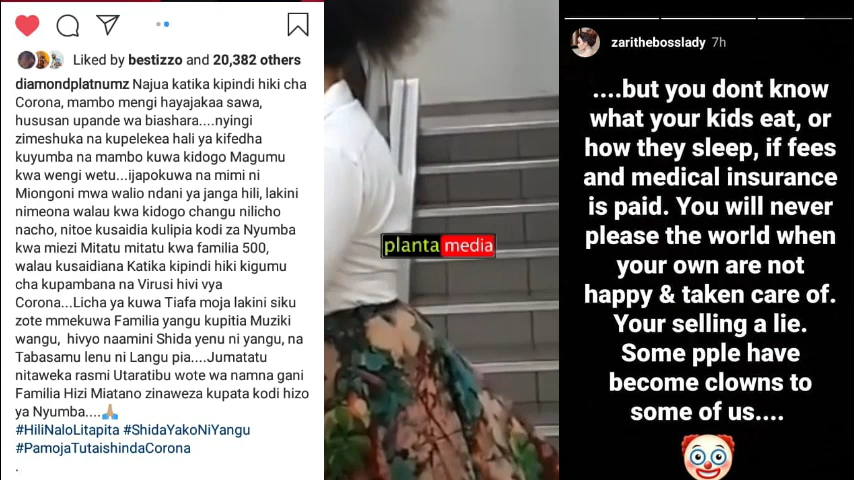 Liked by bestizzo and 20,382 others
diamondplatnumz Najua katika kipindi hiki cha
Corona, mambo mengi hayajakaa sawa,
hususan upande wa biashara....nyingi
zimeshuka na kupelekea hali ya kifedha
kuyumba na mambo kuwa kidogo Magumu
kwa wengi wetu...ijapokuwa na mimi ni
Miongoni mwa walio ndani ya janga hili, lakini
nimeona walau kwa kidogo changu nilicho
nacho, nitoe kusaidia kulipia kodi za Nyumba
kwa miezi Mitatu mitatu kwa familia 500,
walau kusaidiana Katika kipindi hiki kigumu
cha kupambana na Virusi hivi vya
Corona...Licha ya kuwa Tiafa moja lakini siku
zote mmekuwa Familia yangu kupitia Muziki
wangu, hivyo naamini Shida yenu ni yangu, na
Tabasamu lenu ni Langu pia....Jumatatu
nitaweka rasmi Utaratibu wote wa namna gani
Familia Hizi Miatano zinaweza kupata kodi hizo
ya Nyumba....🙏🏼
#HiliNaloLitapita #ShidaYakoNiYangu
#PamojaTutaishindaCorona
.
planta media
zarithebosslady 7h
....but you dont know
what your kids eat, or
how they sleep, if fees
and medical insurance
is paid. You will never
please the world when
your own are not
happy & taken care of.
Your selling a lie.
Some pple have
become clowns to
some of us....
🤡